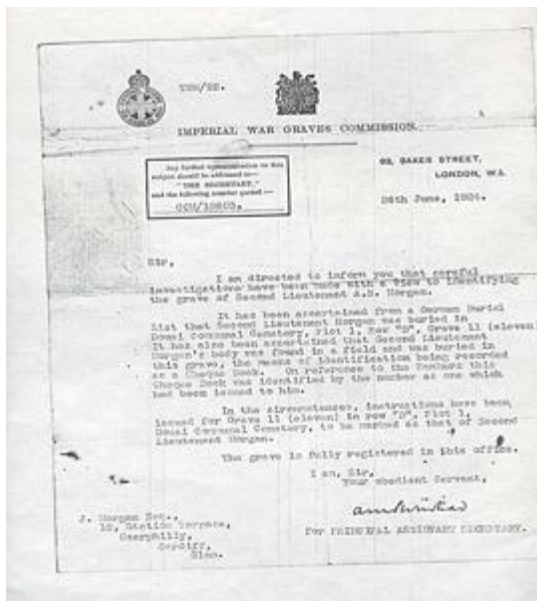 IMPERIAL WAR GRAVES COMMISSION.
Any further communication on this
subject should be addressed to—
"THE SECRETARY,"
and the following number quoted:—
BAKER STREET,
LONDON, W.1.
26th June,
Sir,
I am directed to inform you that careful
investigations have been made with a view to identifying
the grave of Second Lieutenant Morgan.
It has been ascertained from a German Burial
List that Second Lieutenant Morgan was buried in
Douai Communal Cemetery, Plot 1, Row "D", Grave 11 (eleven)
It has also been ascertained that Second Lieutenant
Morgan's body was found in a field and was buried in
this grave, the means of identification being recorded
as a Cheque Book. On reference to the Bankers this
Cheque Book was identified by the number as one which
had been issued to him.
In the circumstances, instructions have been
issued for Grave 11 (eleven) in row "D", Plot 1,
Douai Communal Cemetery, to be marked as that of Second
Lieutenant Morgan.
The grave is fully registered in this office.
I am, Sir,
Your obedient Servant,
for PRINCIPAL ASSISTANT SECRETARY.
J. Morgan Esq.,
Station Terrace,
Caerphilly,
Cardiff,
Glam.